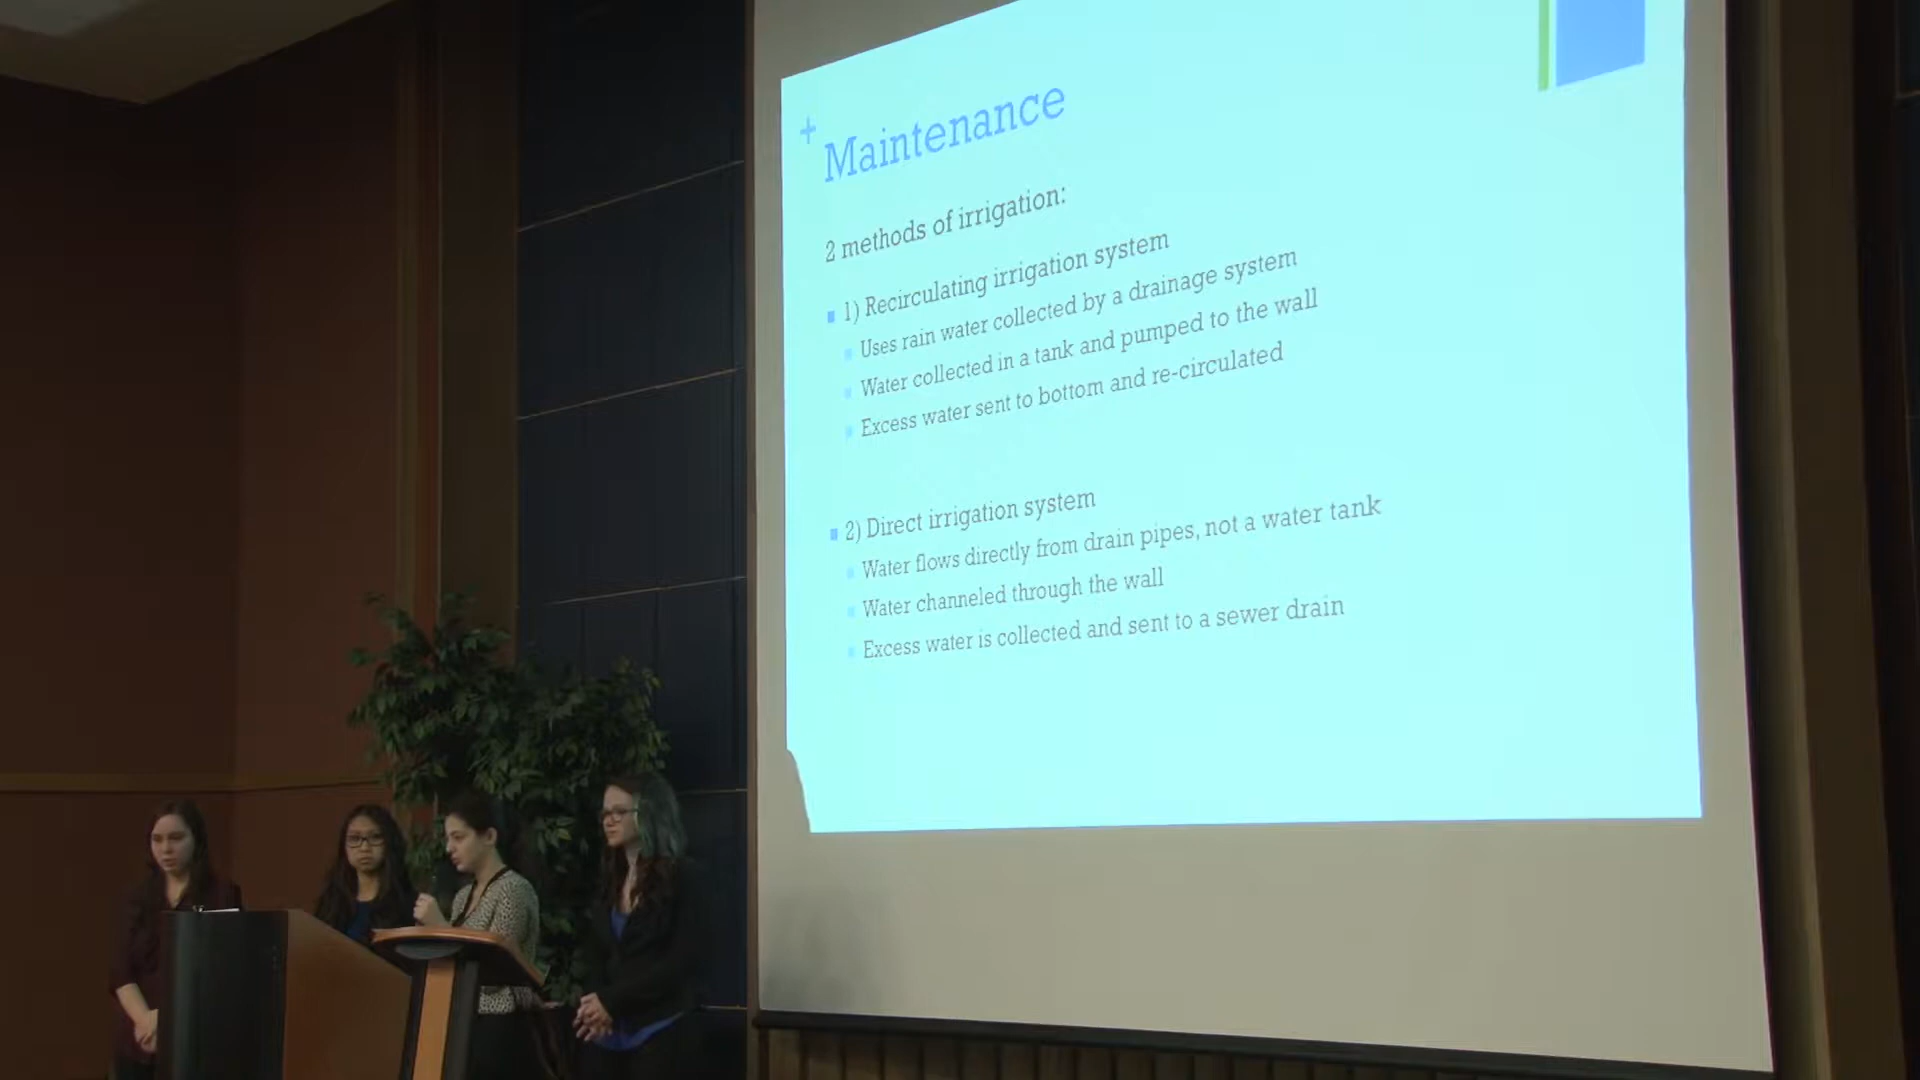 +
Maintenance
2 methods of irrigation:
1) Recirculating irrigation system
Uses rain water collected by a drainage system
Water collected in a tank and pumped to the wall
Excess water sent to bottom and re-circulated
2) Direct irrigation system
Water flows directly from drain pipes, not a water tank
Water channeled through the wall
Excess water is collected and sent to a sewer drain